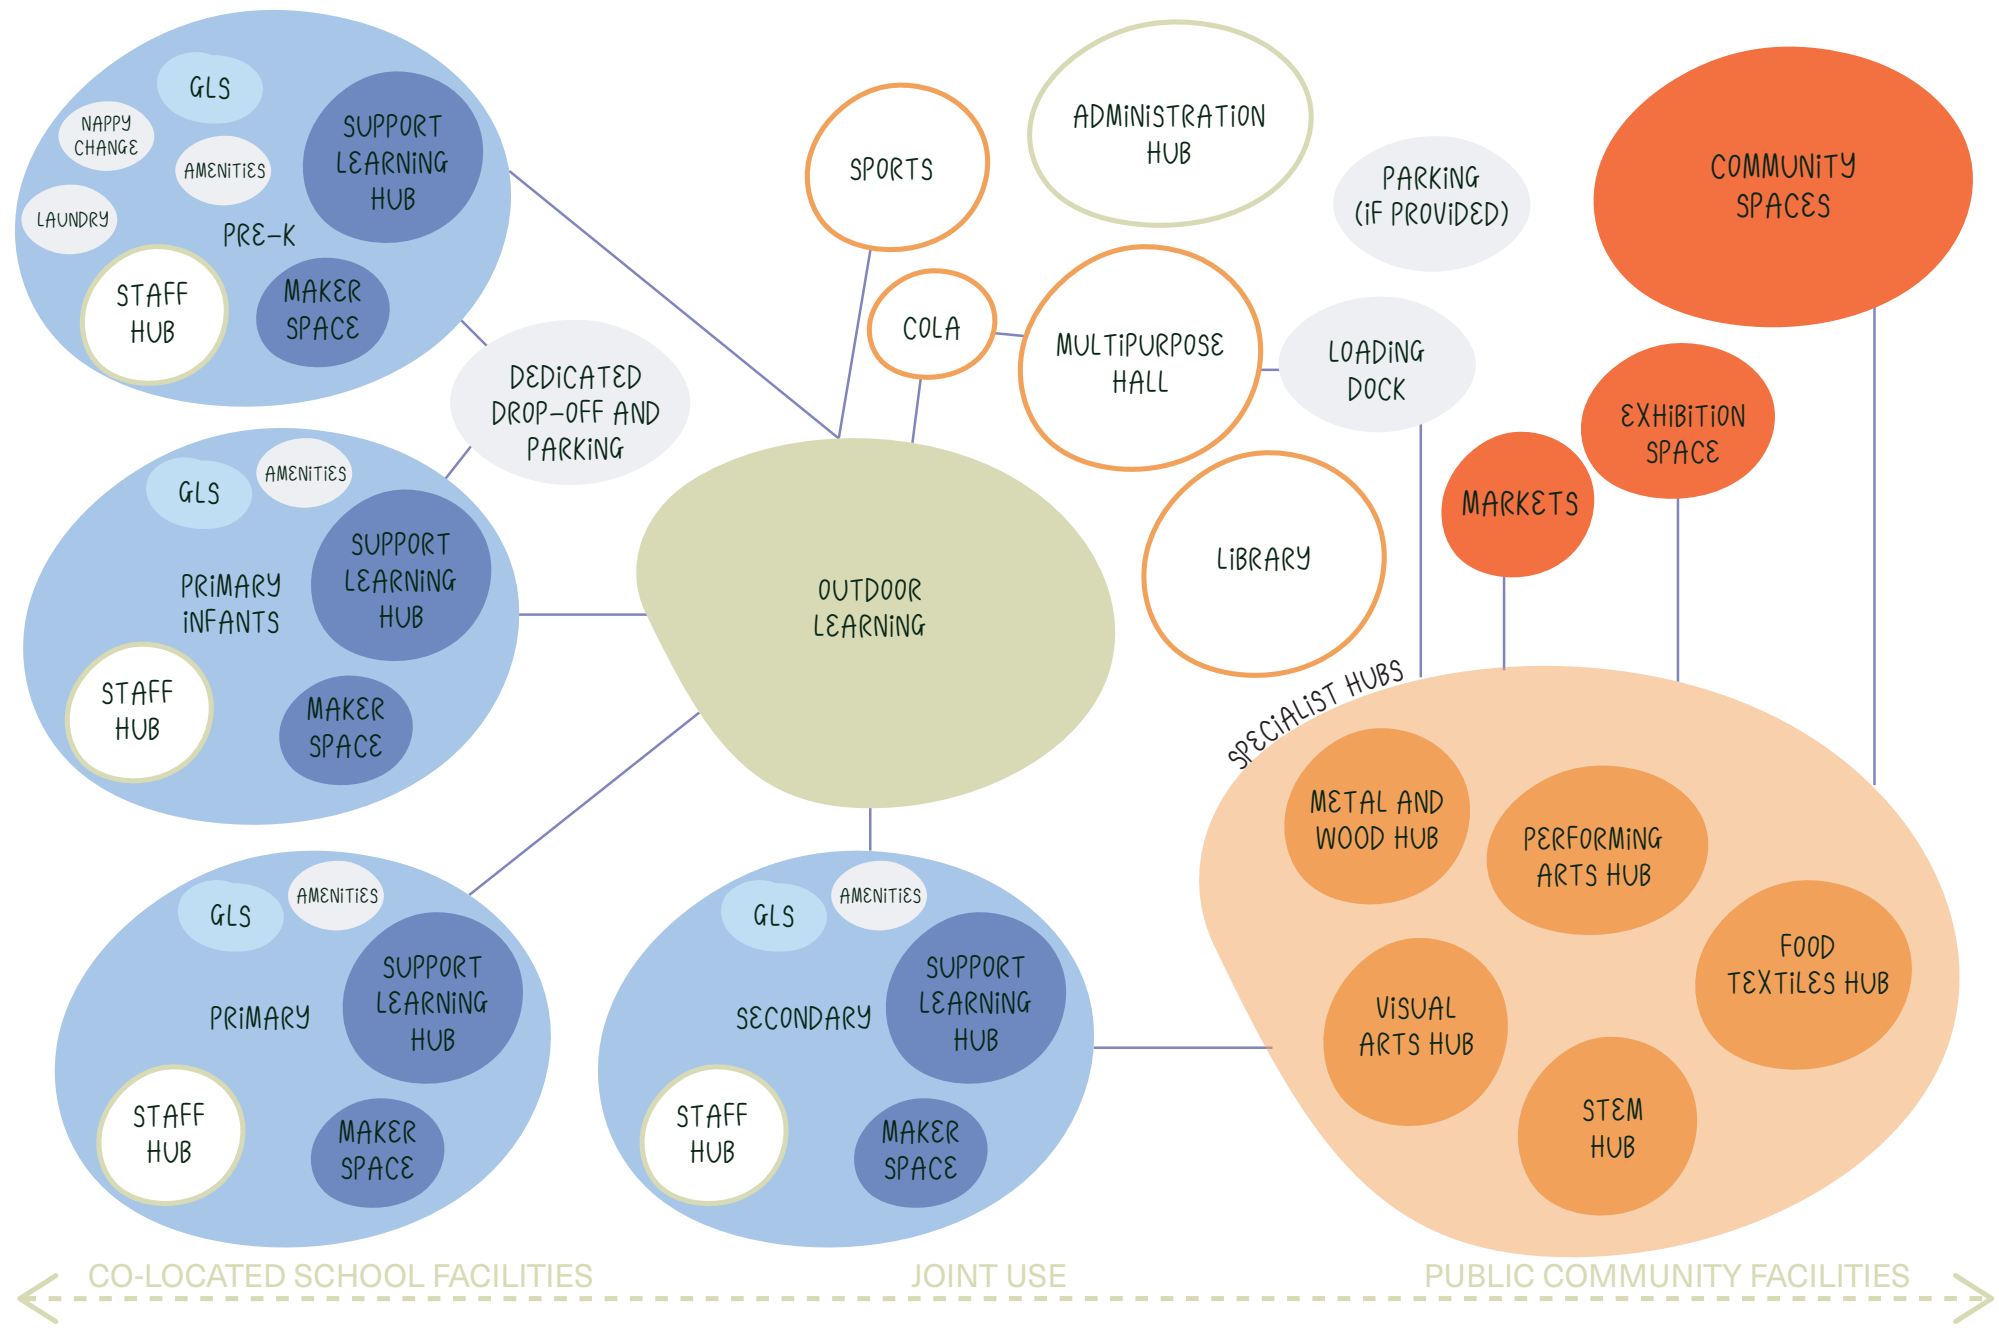 GLS
NAPPY
CHANGE
AMENITIES
LAUNDRY
SUPPORT
LEARNING
HUB
PRE-K
STAFF
HUB
MAKER
SPACE
DEDICATED
DROP-OFF AND
PARKING
SPORTS
COLA
ADMINISTRATION
HUB
MULTIPURPOSE
HALL
PARKING
(IF PROVIDED)
LOADING
DOCK
COMMUNITY
SPACES
EXHIBITION
SPACE
MARKETS
LIBRARY
GLS
AMENITIES
SUPPORT
LEARNING
HUB
PRIMARY
INFANTS
STAFF
HUB
MAKER
SPACE
OUTDOOR
LEARNING
GLS
AMENITIES
SUPPORT
LEARNING
HUB
PRIMARY
STAFF
HUB
MAKER
SPACE
GLS
AMENITIES
SUPPORT
LEARNING
HUB
SECONDARY
STAFF
HUB
MAKER
SPACE
SPECIALIST HUBS
METAL AND
WOOD HUB
PERFORMING
ARTS HUB
FOOD
TEXTILES HUB
VISUAL
ARTS HUB
STEM
HUB
CO-LOCATED SCHOOL FACILITIES
JOINT USE
PUBLIC COMMUNITY FACILITIES